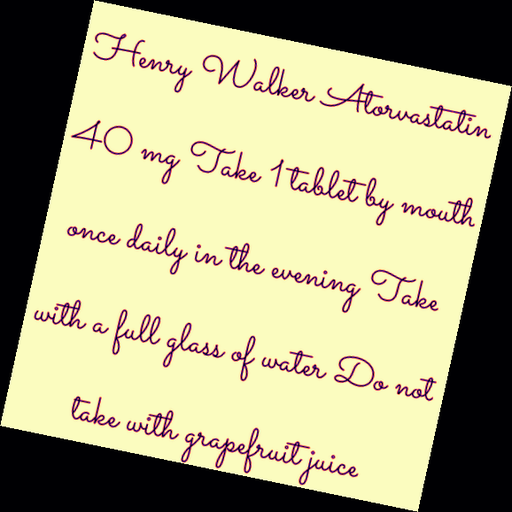 Henry Walker Atorvastatin
40 mg Take 1 tablet by mouth
once daily in the evening Take
with a full glass of water Do not
take with grapefruit juice